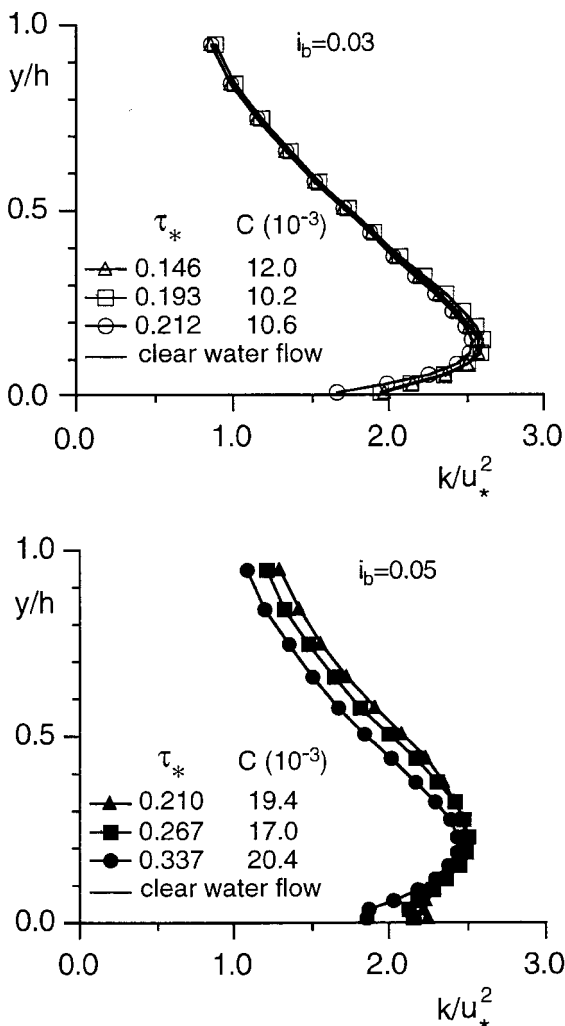 1.0
y/h
i_b=0.03
0.5
τ_* C (10^-3)
0.146 12.0
0.193 10.2
0.212 10.6
clear water flow
0.0
0.0 1.0 2.0 3.0
k/u_*^2
1.0
y/h
i_b=0.05
0.5
τ_* C (10^-3)
0.210 19.4
0.267 17.0
0.337 20.4
clear water flow
0.0
0.0 1.0 2.0 3.0
k/u_*^2